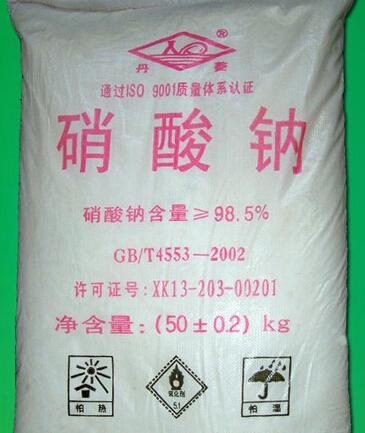 ®
丹菱
通过ISO 9001质量体系认证
硝酸钠
硝酸钠含量≥98.5%
GB/T4553—2002
许可证号:XK13-203-00201
净含量:(50±0.2)kg
怕热
氧化剂
5.1
怕湿